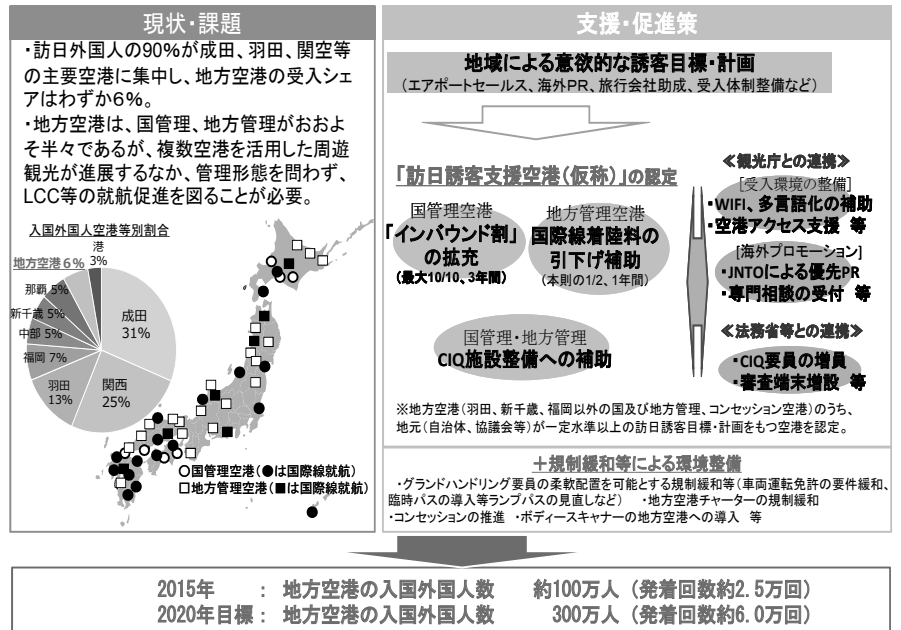 現状・課題
・訪日外国人の90%が成田、羽田、関空等
の主要空港に集中し、地方空港の受入シェ
アはわずか6%。
・地方空港は、国管理、地方管理がおおよ
そ半々であるが、複数空港を活用した周遊
観光が進展するなか、管理形態を問わず、
LCC等の就航促進を図ることが必要。
入国外国人空港等別割合
港
3%
地方空港6%
那覇 5%
新千歳 5%
中部 5%
福岡 7%
羽田
13%
関西
25%
成田
31%
○国管理空港(●は国際線就航)
□地方管理空港(■は国際線就航)
支援・促進策
地域による意欲的な誘客目標・計画
(エアポートセールス、海外PR、旅行会社助成、受入体制整備など)
「訪日誘客支援空港(仮称)」の認定
国管理空港
「インバウンド割」
の拡充
(最大10/10、3年間)
地方管理空港
国際線着陸料の
引下げ補助
(本則の1/2、1年間)
国管理・地方管理
CIQ施設整備への補助
≪観光庁との連携≫
[受入環境の整備]
・WIFI、多言語化の補助
・空港アクセス支援 等
[海外プロモーション]
・JNTOによる優先PR
・専門相談の受付 等
≪法務省等との連携≫
・CIQ要員の増員
・審査端末増設 等
※地方空港(羽田、新千歳、福岡以外の国及び地方管理、コンセッション空港)のうち、
地元(自治体、協議会等)が一定水準以上の訪日誘客目標・計画をもつ空港を認定。
+規制緩和等による環境整備
・グランドハンドリング要員の柔軟配置を可能とする規制緩和等(車両運転免許の要件緩和、
臨時パスの導入等ランプパスの見直しなど) ・地方空港チャーターの規制緩和
・コンセッションの推進 ・ボディースキャナーの地方空港への導入 等
2015年 : 地方空港の入国外国人数 約100万人(発着回数約2.5万回)
2020年目標: 地方空港の入国外国人数 300万人(発着回数約6.0万回)